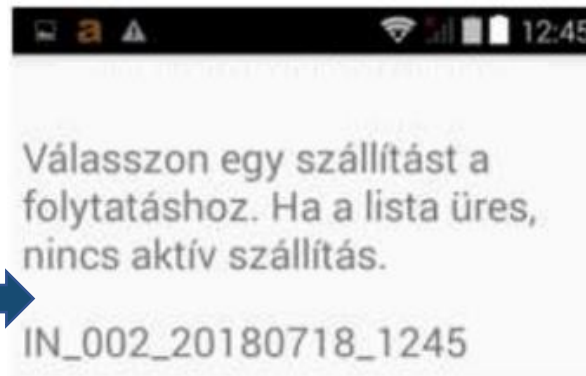 12:45
Válasszon egy szállítást a
folytatáshoz. Ha a lista üres,
nincs aktív szállítás.
IN_002_20180718_1245